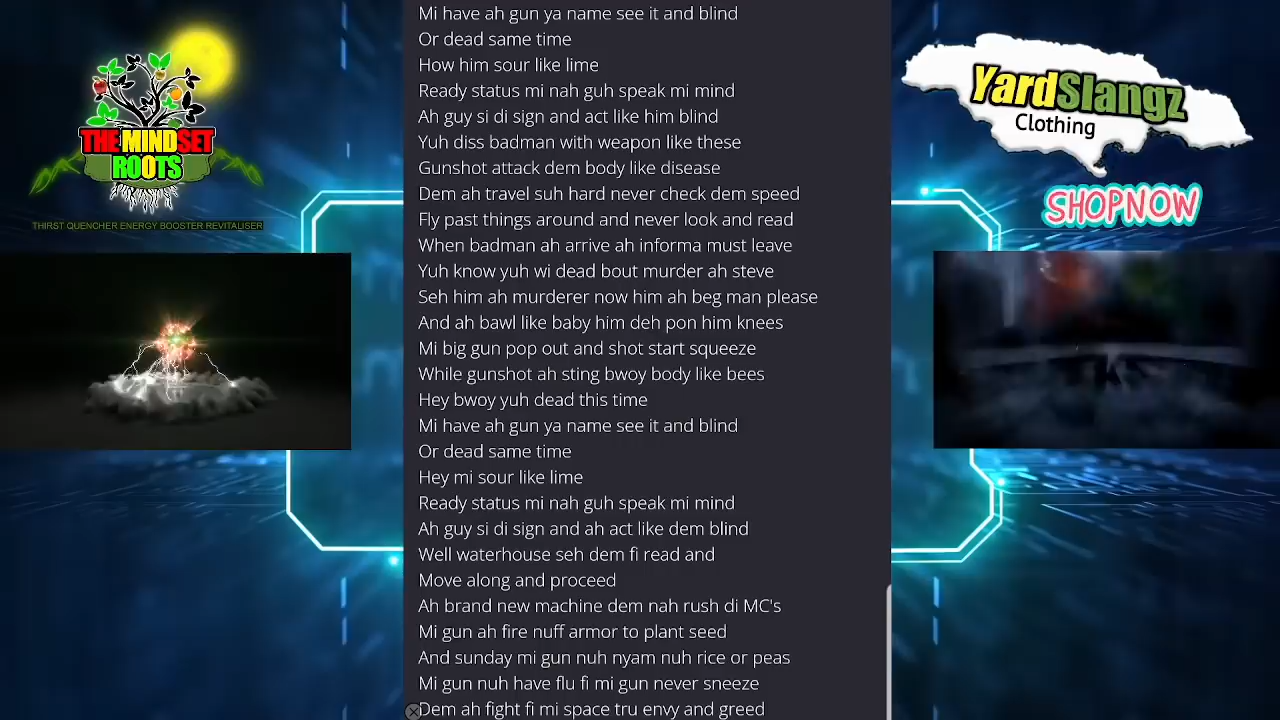 THE MINDSET
ROOTS
THIRST QUENCHER ENERGY BOOSTER REVITALISER
Mi have ah gun ya name see it and blind
Or dead same time
How him sour like lime
Ready status mi nah guh speak mi mind
Ah guy si di sign and act like him blind
Yuh diss badman with weapon like these
Gunshot attack dem body like disease
Dem ah travel suh hard never check dem speed
Fly past things around and never look and read
When badman ah arrive ah informa must leave
Yuh know yuh wi dead bout murder ah steve
Seh him ah murderer now him ah beg man please
And ah bawl like baby him deh pon him knees
Mi big gun pop out and shot start squeeze
While gunshot ah sting bwoy body like bees
Hey bwoy yuh dead this time
Mi have ah gun ya name see it and blind
Or dead same time
Hey mi sour like lime
Ready status mi nah guh speak mi mind
Ah guy si di sign and ah act like dem blind
Well waterhouse seh dem fi read and
Move along and proceed
Ah brand new machine dem nah rush di MC's
Mi gun ah fire nuff armor to plant seed
And sunday mi gun nuh nyam nuh rice or peas
Mi gun nuh have flu fi mi gun never sneeze
Dem ah fight fi mi space tru envy and greed
YardSlangz
Clothing
SHOPNOW